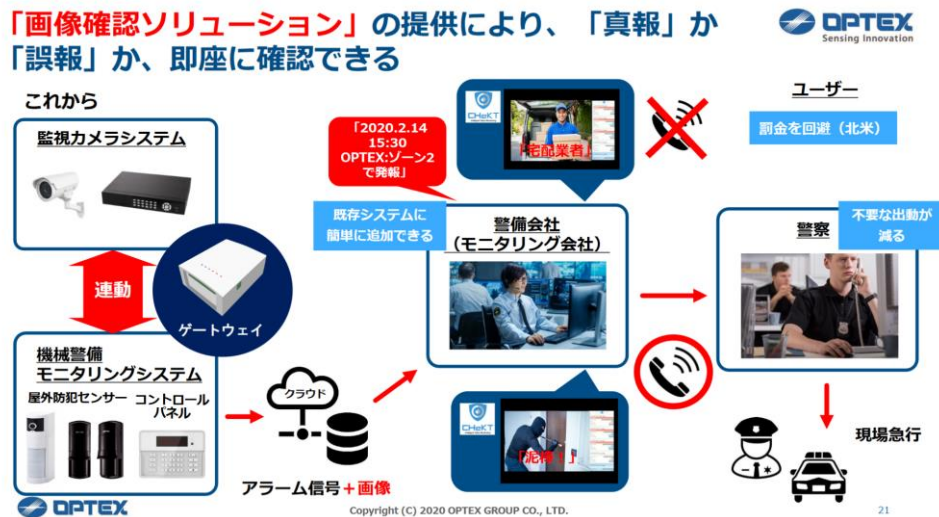 「画像確認ソリューション」の提供により、「真報」か
「誤報」か、即座に確認できる
OPTEX
Sensing Innovation
これから
監視カメラシステム
連動
ゲートウェイ
機械警備
モニタリングシステム
屋外防犯センサー
コントロール
パネル
クラウド
アラーム信号+画像
「2020.2.14
15:30
OPTEX:ゾーン2
で発報」
既存システムに
簡単に追加できる
CHeKT
「宅配業者」
警備会社
（モニタリング会社）
CHeKT
「泥棒！」
ユーザー
罰金を回避（北米）
警察
不要な出動が
減る
現場急行
OPTEX
Copyright (C) 2020 OPTEX GROUP CO., LTD.
21